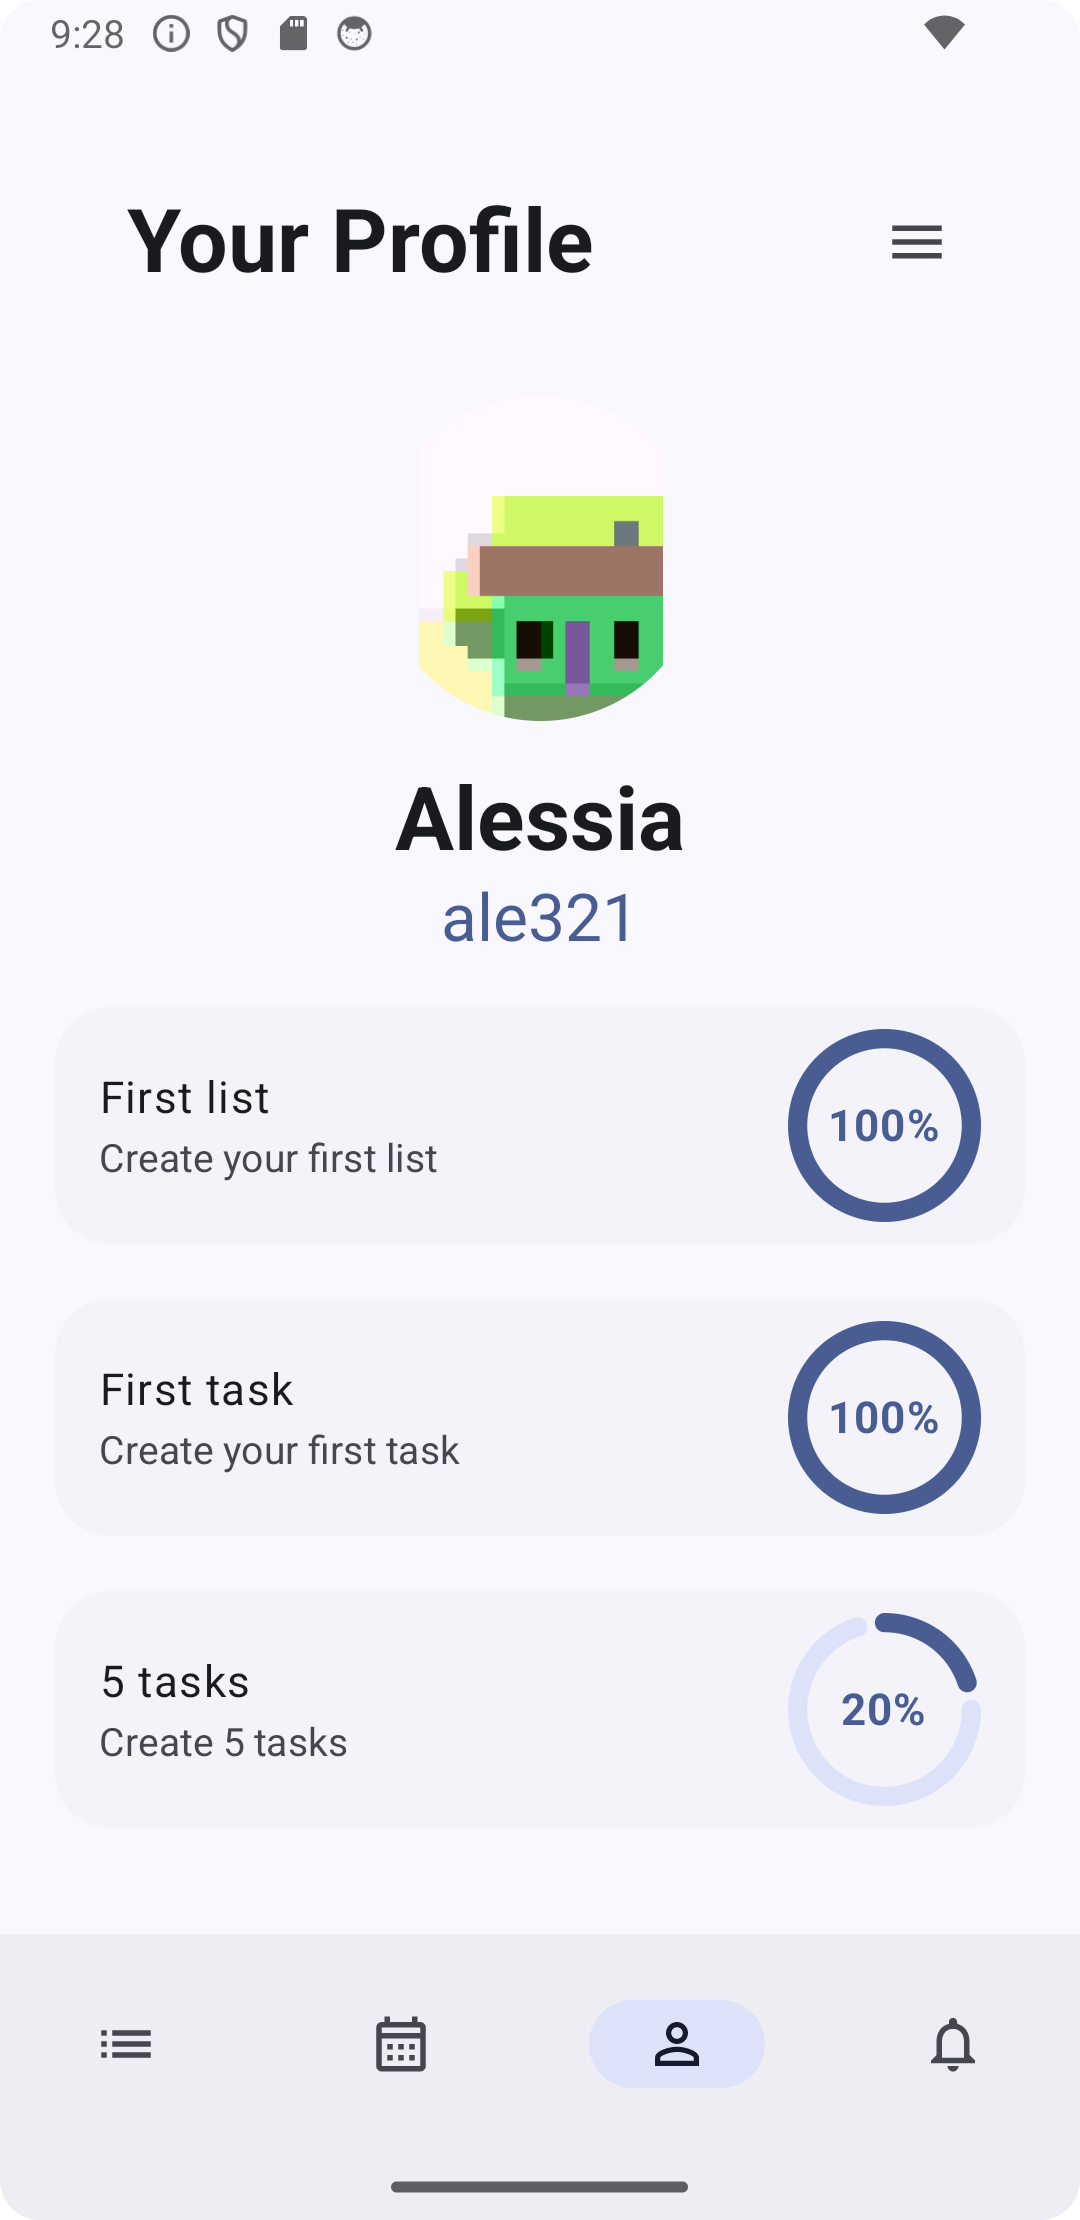 9:28
Your Profile
Alessia
ale321
First list
Create your first list
100%
First task
Create your first task
100%
5 tasks
Create 5 tasks
20%